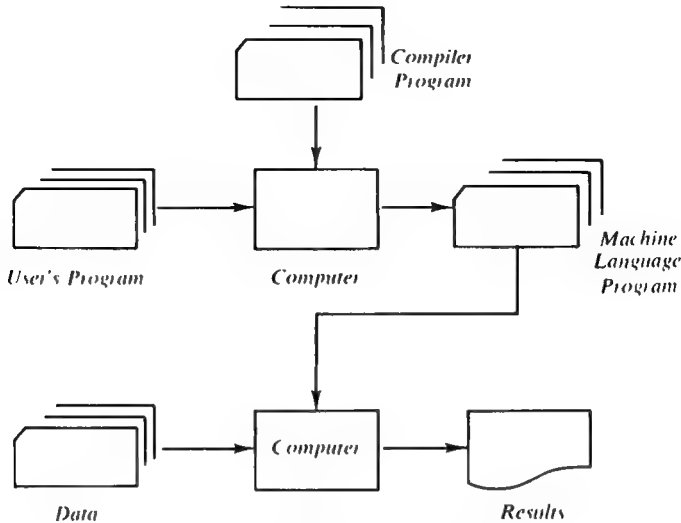 Compiler
Program
User's Program
Computer
Machine
Language
Program
Computer
Data
Results